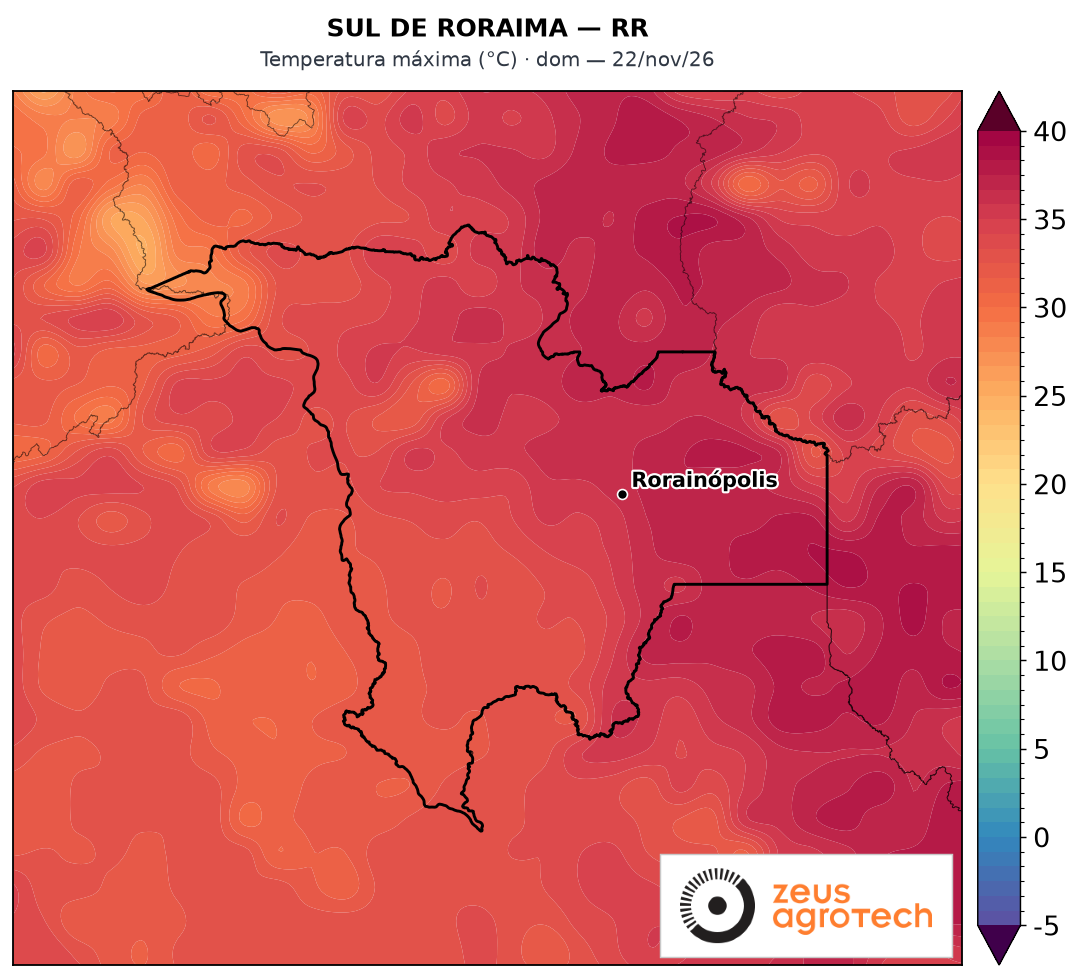 SUL DE RORAIMA — RR
Temperatura máxima (°C) · dom — 22/nov/26
40
35
30
25
20
15
10
5
0
-5
Rorainópolis
zeus
agrotech